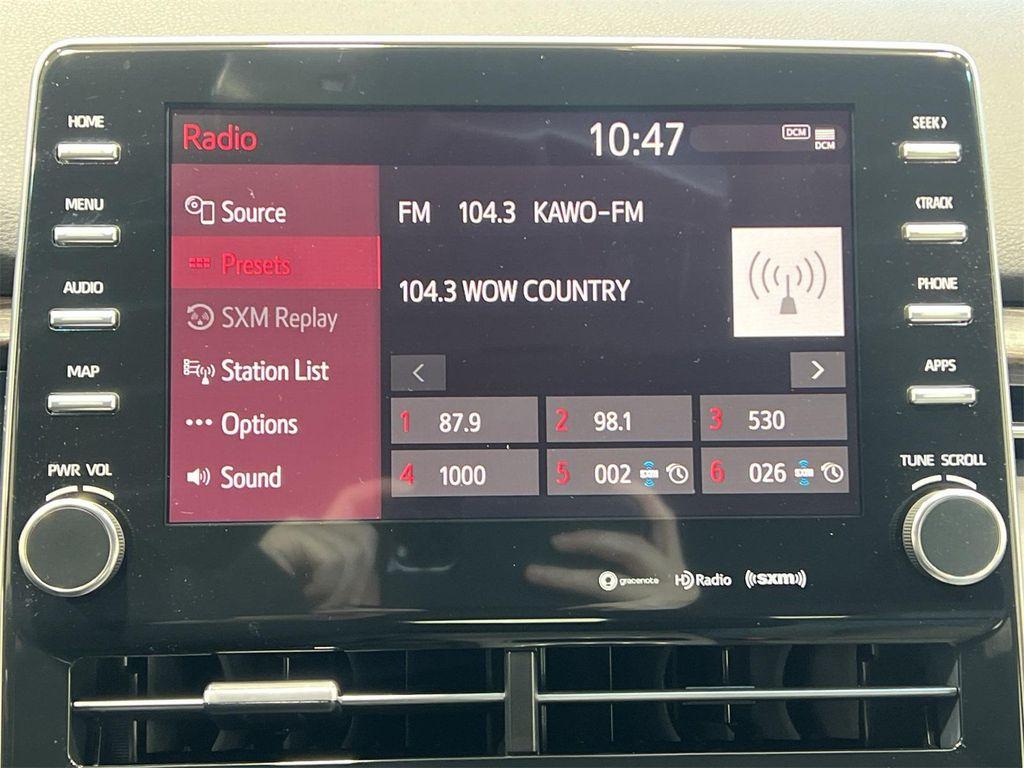 HOME
MENU
AUDIO
MAP
PWR VOL
Radio
10:47
DCM
DCM
Source
Presets
SXM Replay
Station List
Options
Sound
FM 104.3 KAWO-FM
104.3 WOW COUNTRY
<
>
1 87.9
2 98.1
3 530
4 1000
5 002 SXM
6 026 SXM
SEEK >
< TRACK
PHONE
APPS
TUNE SCROLL
gracenote
HD Radio
((sxm))